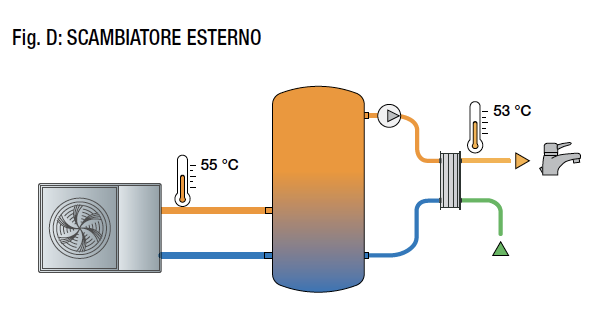 Fig. D: SCAMBIATORE ESTERNO
53 °C
55 °C